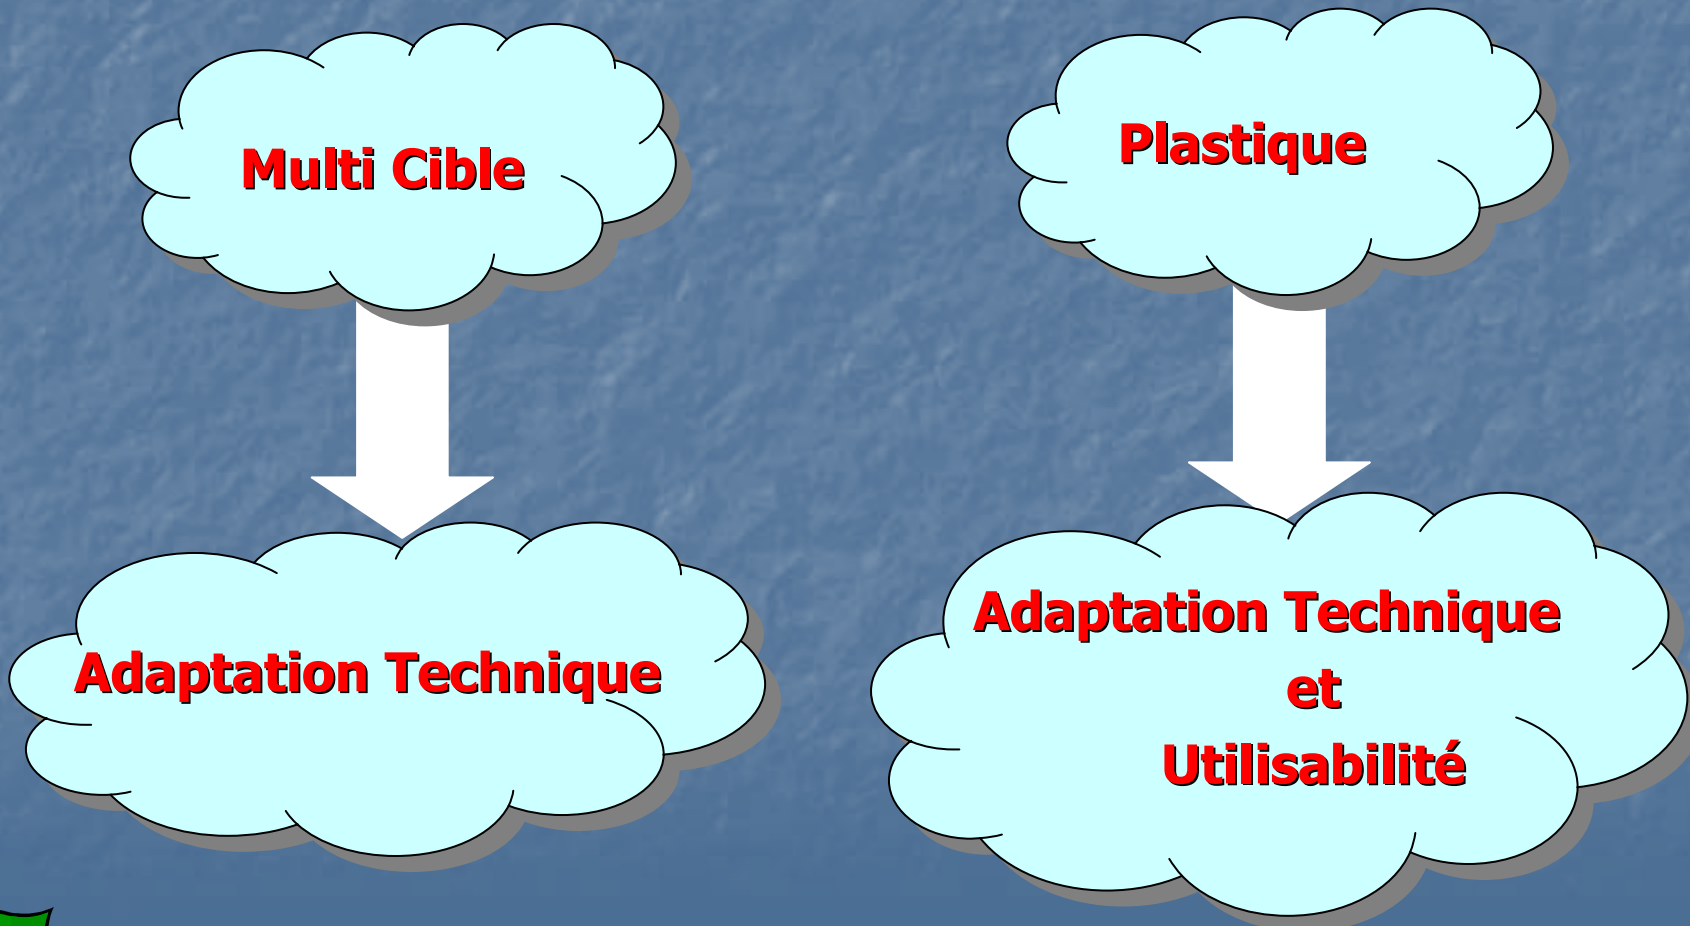 Multi Cible
Plastique
Adaptation Technique
Adaptation Technique
et
Utilisabilité